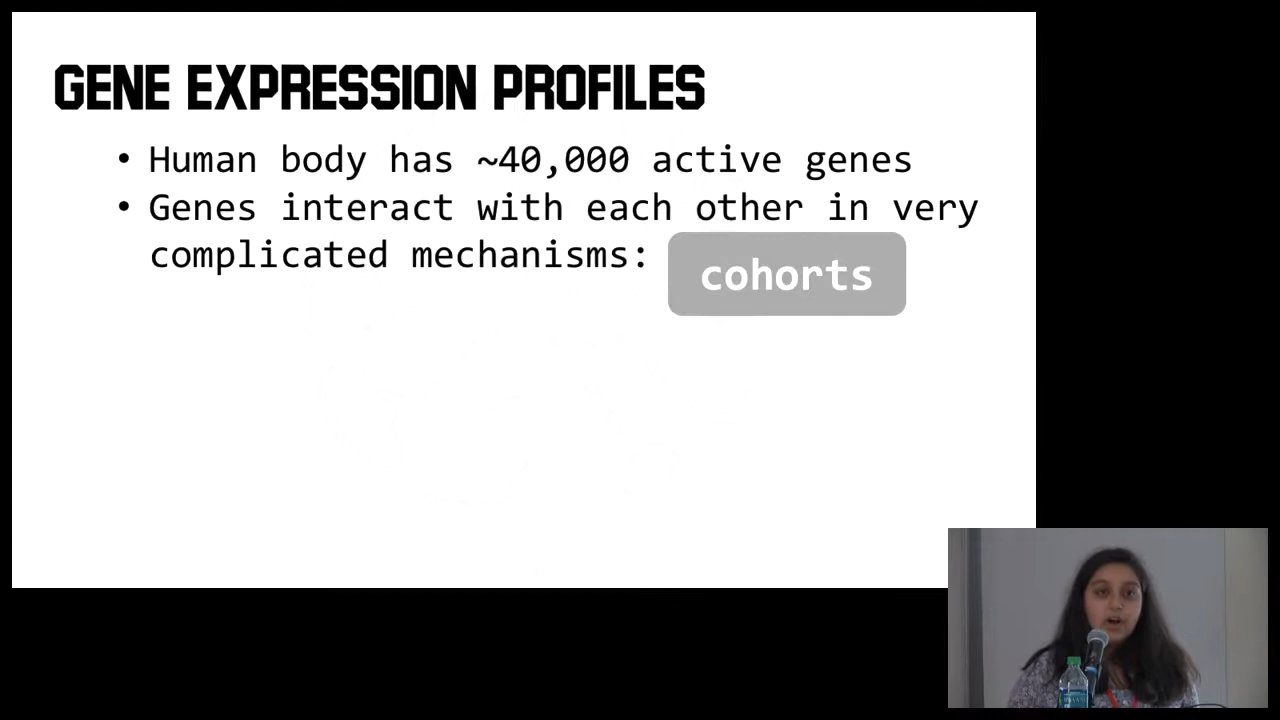 GENE EXPRESSION PROFILES
• Human body has ~40,000 active genes
• Genes interact with each other in very
complicated mechanisms: cohorts